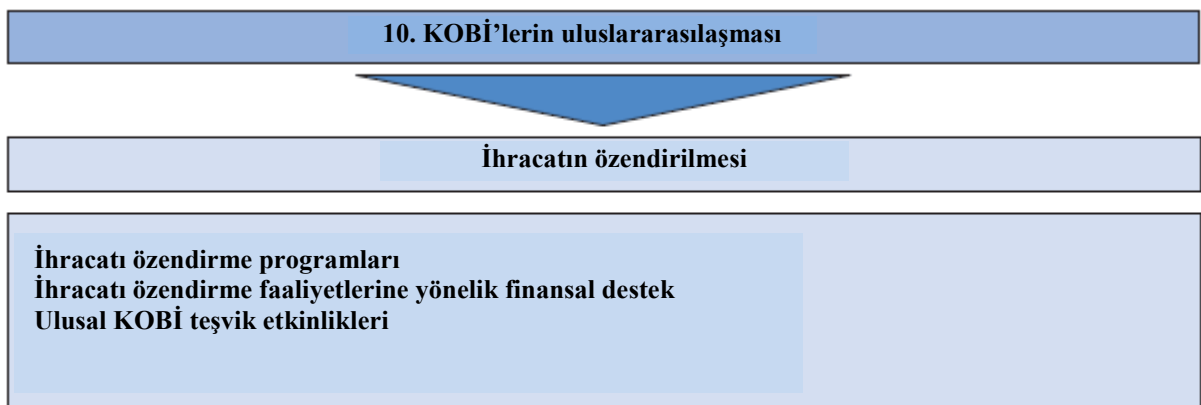 10. KOBİ’lerin uluslararasılaşması
İhracatın özendirilmesi
İhracatı özendirme programları
İhracatı özendirme faaliyetlerine yönelik finansal destek
Ulusal KOBİ teşvik etkinlikleri